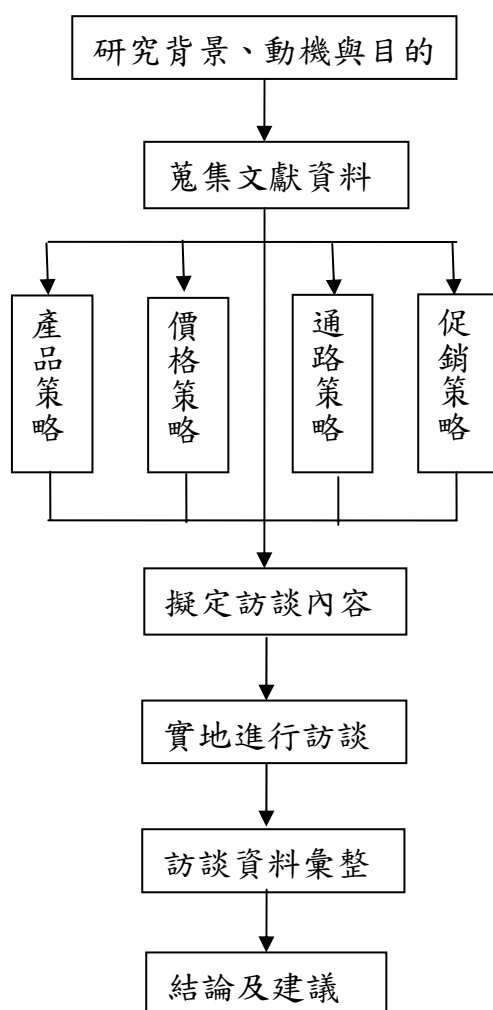 研究背景、動機與目的
蒐集文獻資料
產品策略
價格策略
通路策略
促銷策略
擬定訪談內容
實地進行訪談
訪談資料彙整
結論及建議